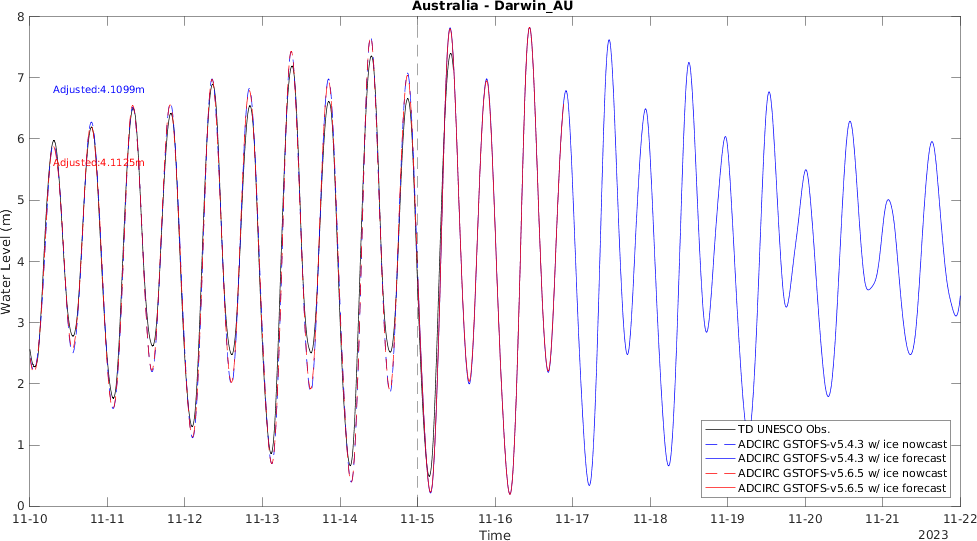 Australia - Darwin_AU
8
7
6
5
4
3
2
1
0
Water Level (m)
Adjusted:4.1099m
Adjusted:4.1125m
TD UNESCO Obs.
ADCIRC GSTOFS-v5.4.3 w/ ice nowcast
ADCIRC GSTOFS-v5.4.3 w/ ice forecast
ADCIRC GSTOFS-v5.6.5 w/ ice nowcast
ADCIRC GSTOFS-v5.6.5 w/ ice forecast
11-10 11-11 11-12 11-13 11-14 11-15 11-16 11-17 11-18 11-19 11-20 11-21 11-22
Time
2023